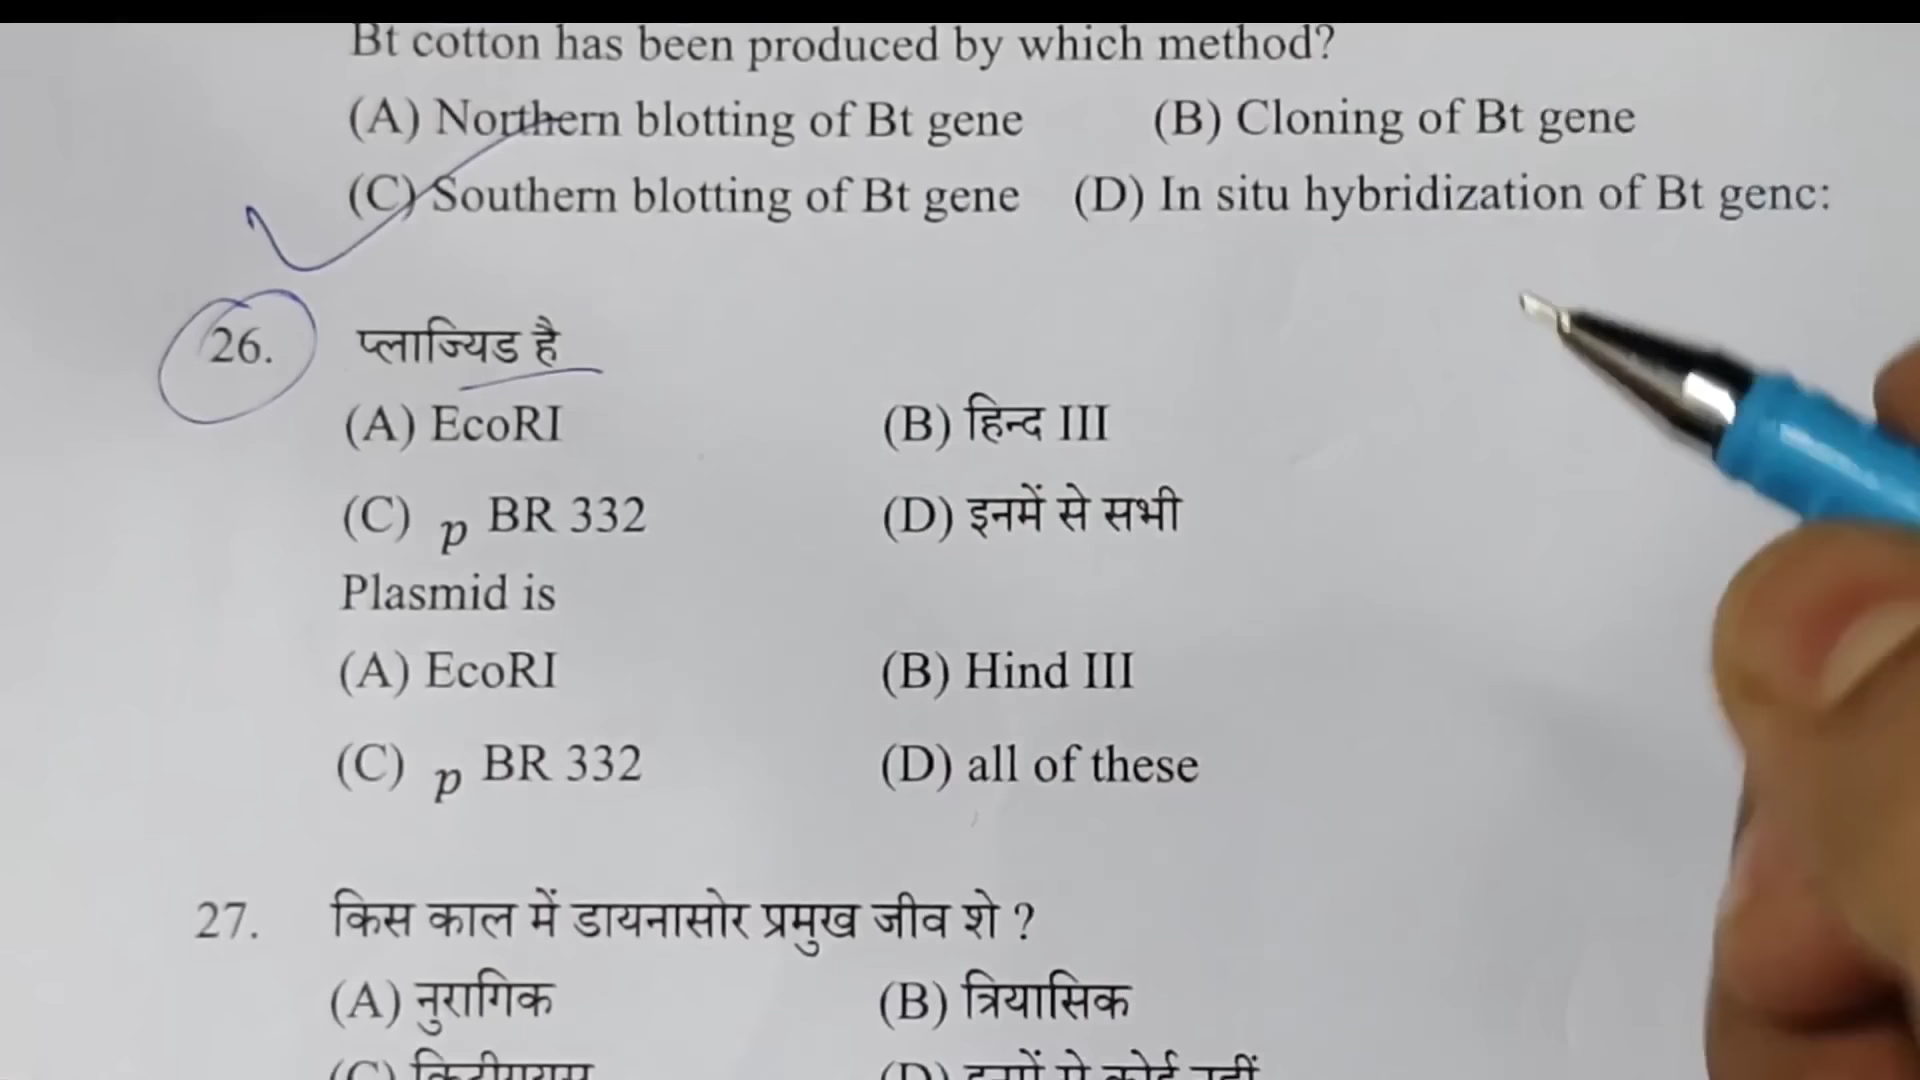 Bt cotton has been produced by which method?
(A) Northern blotting of Bt gene (B) Cloning of Bt gene
(C) Southern blotting of Bt gene (D) In situ hybridization of Bt genc:
26. प्लाज्यिड है
(A) EcoRI (B) हिन्द III
(C) p BR 332 (D) इनमें से सभी
Plasmid is
(A) EcoRI (B) Hind III
(C) p BR 332 (D) all of these
27. किस काल में डायनासोर प्रमुख जीव शे ?
(A) नुरागिक (B) त्रियासिक
(C) (D) इनमें से कोई नहीं